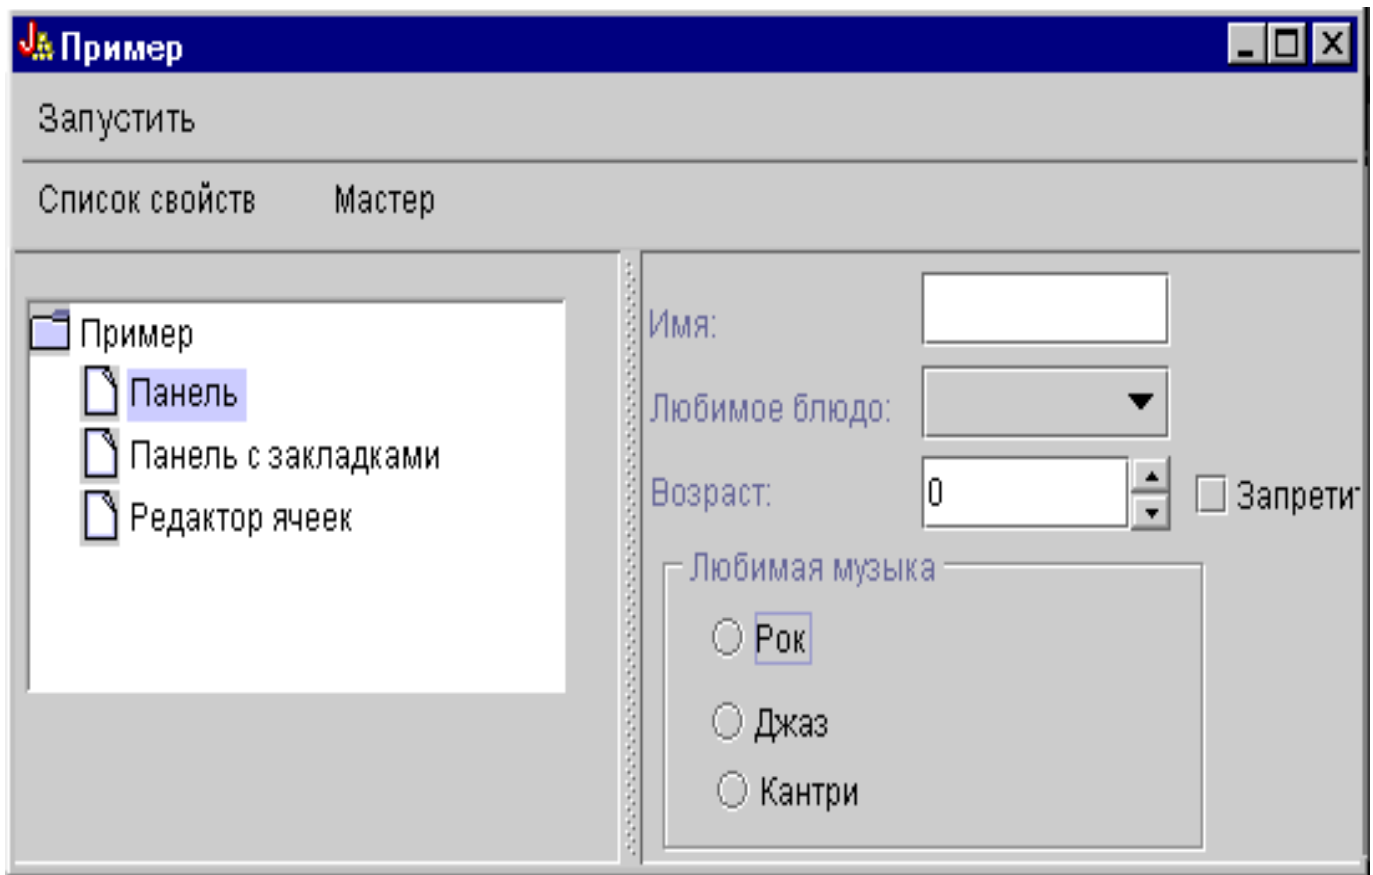 Пример
Запустить
Список свойств Мастер
Пример
Панель
Панель с закладками
Редактор ячеек
Имя:
Любимое блюдо:
Возраст: 0 Запретит
Любимая музыка
Рок
Джаз
Кантри